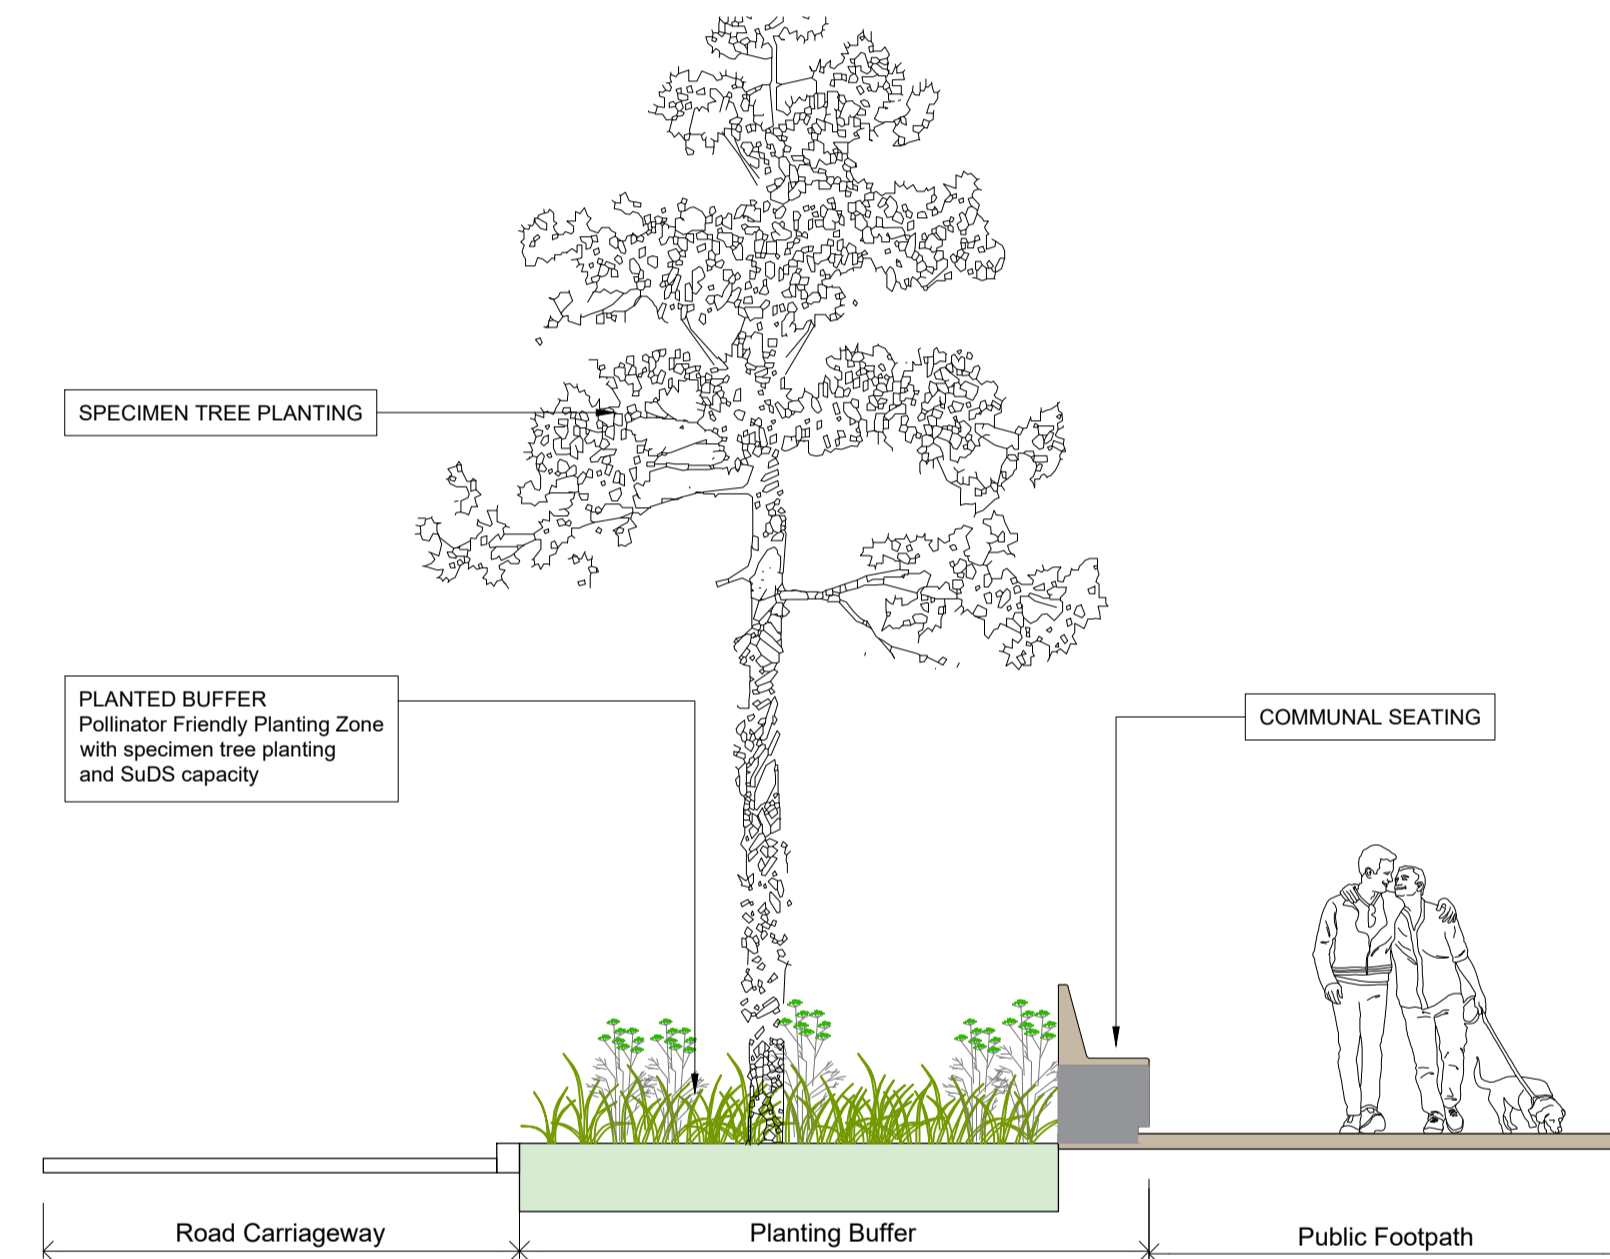 SPECIMEN TREE PLANTING
PLANTED BUFFER
Pollinator Friendly Planting Zone
with specimen tree planting
and SuDS capacity
COMMUNAL SEATING
Road Carriageway
Planting Buffer
Public Footpath